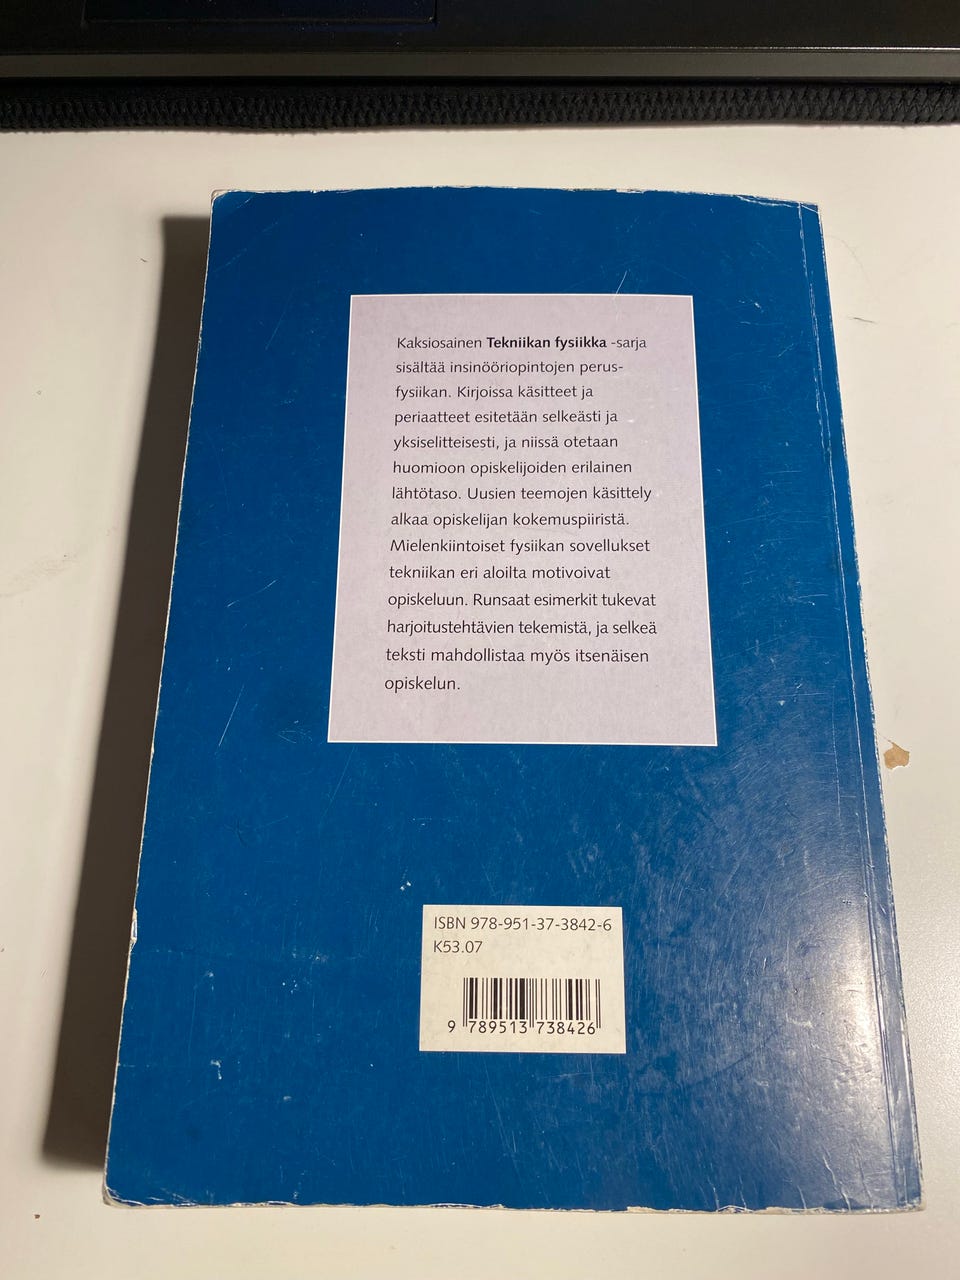 Kaksiosainen Tekniikan fysiikka -sarja
sisältää insinööriopintojen perus-
fysiikan. Kirjoissa käsitteet ja
periaatteet esitetään selkeästi ja
yksiselitteisesti, ja niissä otetaan
huomioon opiskelijoiden erilainen
lähtötaso. Uusien teemojen käsittely
alkaa opiskelijan kokemuspiiristä.
Mielenkiintoiset fysiikan sovellukset
tekniikan eri aloilta motivoivat
opiskeluun. Runsaat esimerkit tukevat
harjoitustehtävien tekemistä, ja selkeä
teksti mahdollistaa myös itsenäisen
opiskelun.
ISBN 978-951-37-3842-6
K53.07
9 789513 738426